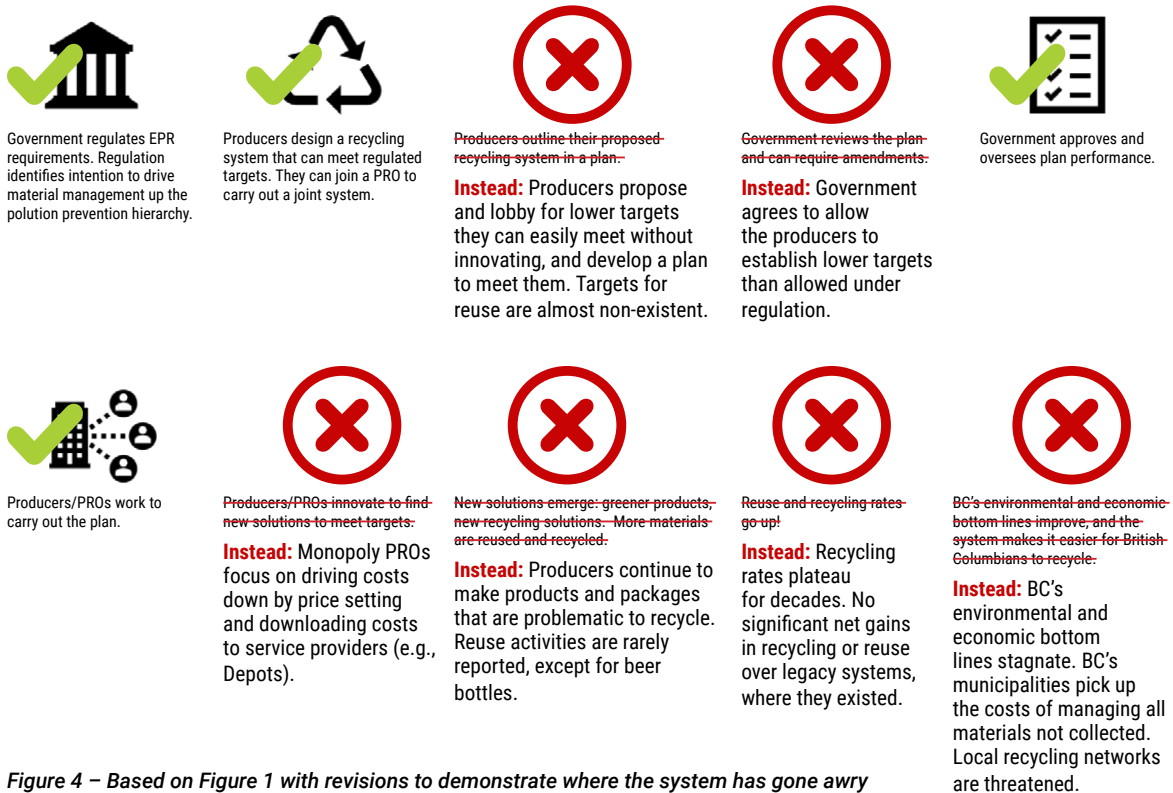 Government regulates EPR
requirements. Regulation
identifies intention to drive
material management up the
polution prevention hierarchy.
Producers design a recycling
system that can meet regulated
targets. They can join a PRO to
carry out a joint system.
Producers outline their proposed
recycling system in a plan.
Instead: Producers propose
and lobby for lower targets
they can easily meet without
innovating, and develop a plan
to meet them. Targets for
reuse are almost non-existent.
Government reviews the plan
and can require amendments.
Instead: Government
agrees to allow
the producers to
establish lower targets
than allowed under
regulation.
Government approves and
oversees plan performance.
Producers/PROs work to
carry out the plan.
Producers/PROs innovate to find
new solutions to meet targets.
Instead: Monopoly PROs
focus on driving costs
down by price setting
and downloading costs
to service providers (e.g.,
Depots).
New solutions emerge: greener products,
new recycling solutions. More materials
are reused and recycled.
Instead: Producers continue to
make products and packages
that are problematic to recycle.
Reuse activities are rarely
reported, except for beer
bottles.
Reuse and recycling rates
go up!
Instead: Recycling
rates plateau
for decades. No
significant net gains
in recycling or reuse
over legacy systems,
where they existed.
BC's environmental and economic
bottom lines improve, and the
system makes it easier for British
Columbians to recycle.
Instead: BC's
environmental and
economic bottom
lines stagnate. BC's
municipalities pick up
the costs of managing all
materials not collected.
Local recycling networks
are threatened.
Figure 4 – Based on Figure 1 with revisions to demonstrate where the system has gone awry